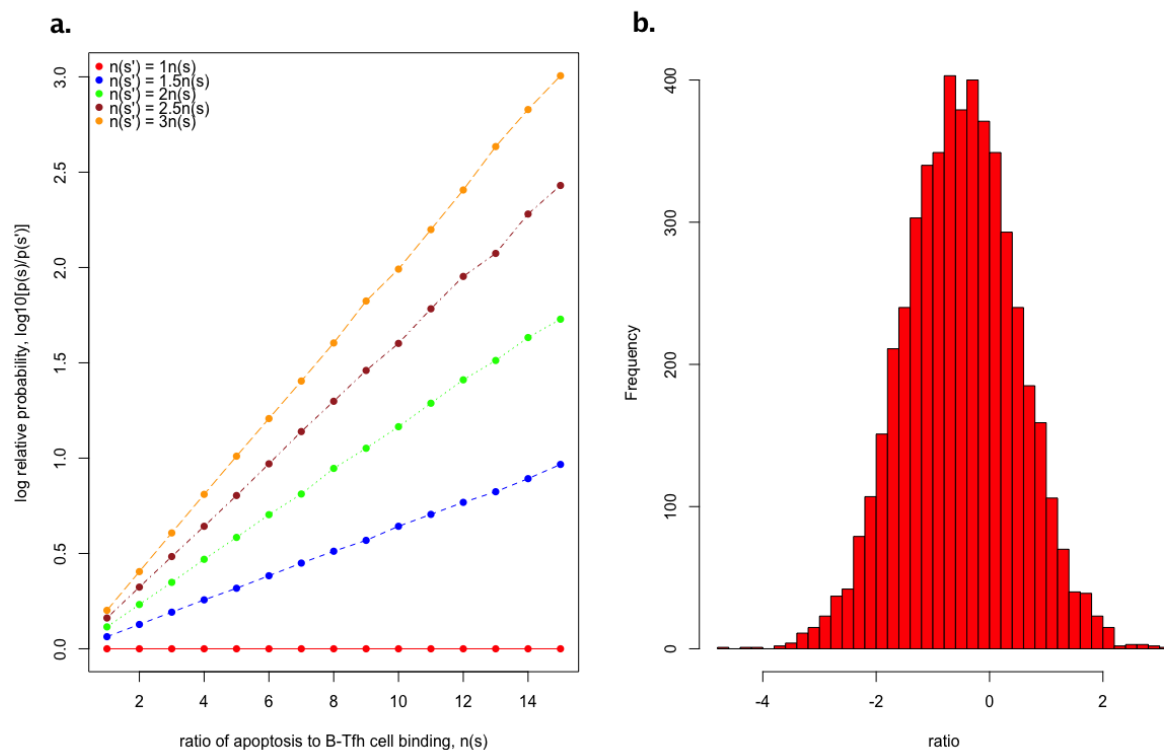 a.
n(s') = 1n(s)
n(s') = 1.5n(s)
n(s') = 2n(s)
n(s') = 2.5n(s)
n(s') = 3n(s)
log relative probability, log10[p(s)/p(s')]
3.0
2.5
2.0
1.5
1.0
0.5
0.0
2 4 6 8 10 12 14
ratio of apoptosis to B-Tfh cell binding, n(s)
b.
Frequency
400
300
200
100
0
-4 -2 0 2
ratio